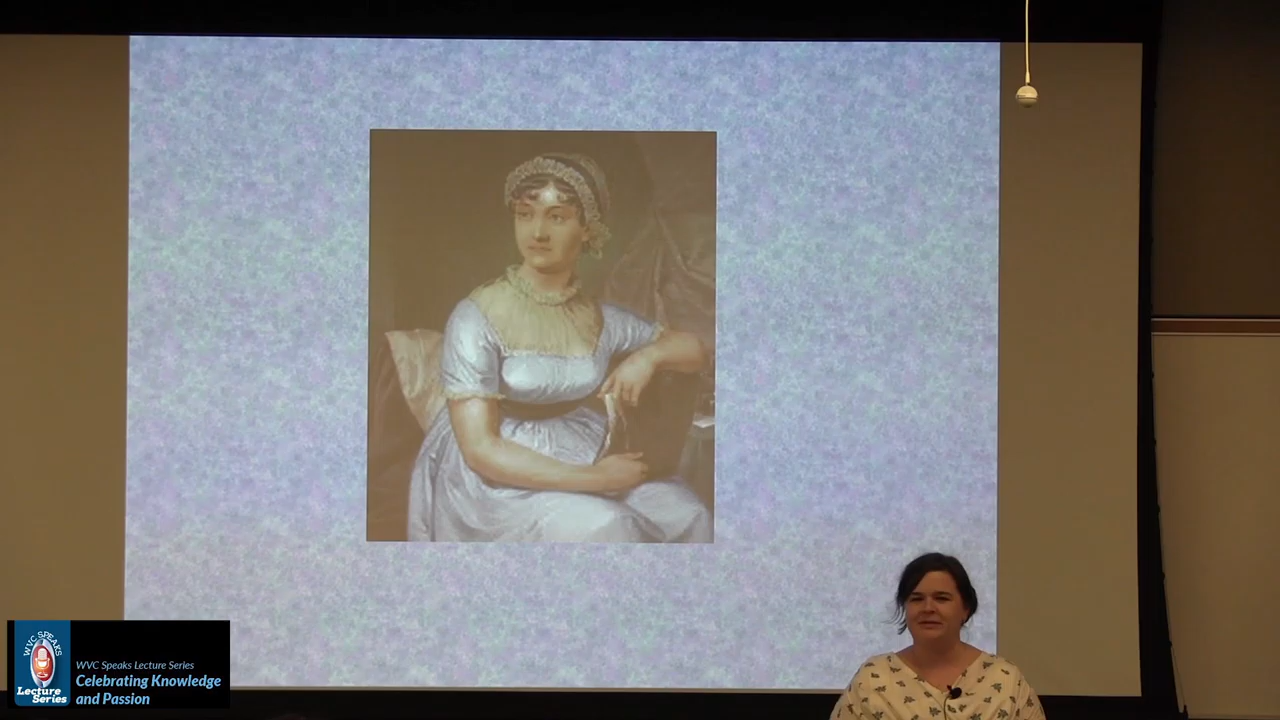 WVC SPEAKS
Lecture
Series
WVC Speaks Lecture Series
Celebrating Knowledge
and Passion